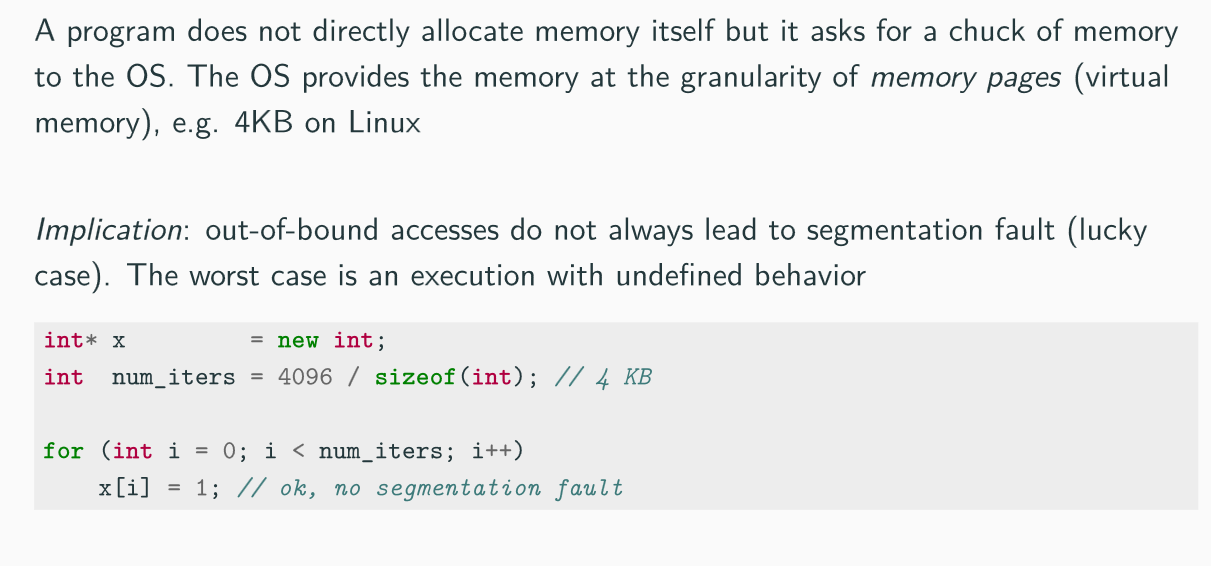 A program does not directly allocate memory itself but it asks for a chuck of memory
to the OS. The OS provides the memory at the granularity of memory pages (virtual
memory), e.g. 4KB on Linux
Implication: out-of-bound accesses do not always lead to segmentation fault (lucky
case). The worst case is an execution with undefined behavior
int* x         = new int;
int  num_iters = 4096 / sizeof(int); // 4 KB
for (int i = 0; i < num_iters; i++)
    x[i] = 1; // ok, no segmentation fault